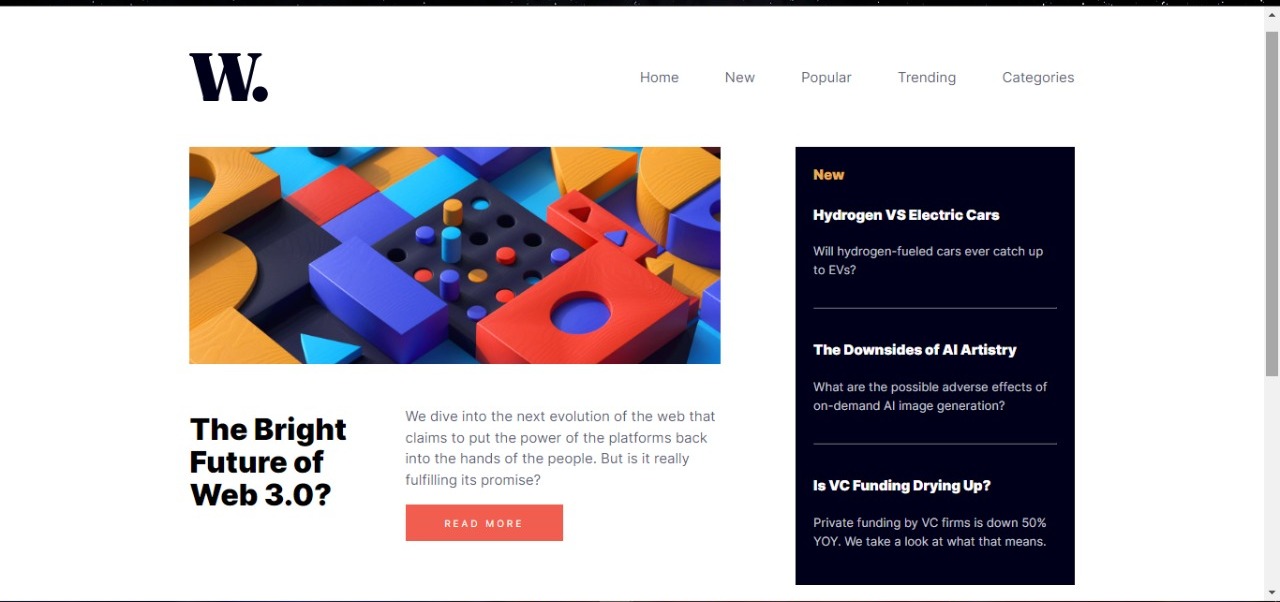 W.
Home
New
Popular
Trending
Categories
The Bright
Future of
Web 3.0?
We dive into the next evolution of the web that
claims to put the power of the platforms back
into the hands of the people. But is it really
fulfilling its promise?
READ MORE
New
Hydrogen VS Electric Cars
Will hydrogen-fueled cars ever catch up
to EVs?
The Downsides of AI Artistry
What are the possible adverse effects of
on-demand AI image generation?
Is VC Funding Drying Up?
Private funding by VC firms is down 50%
YOY. We take a look at what that means.